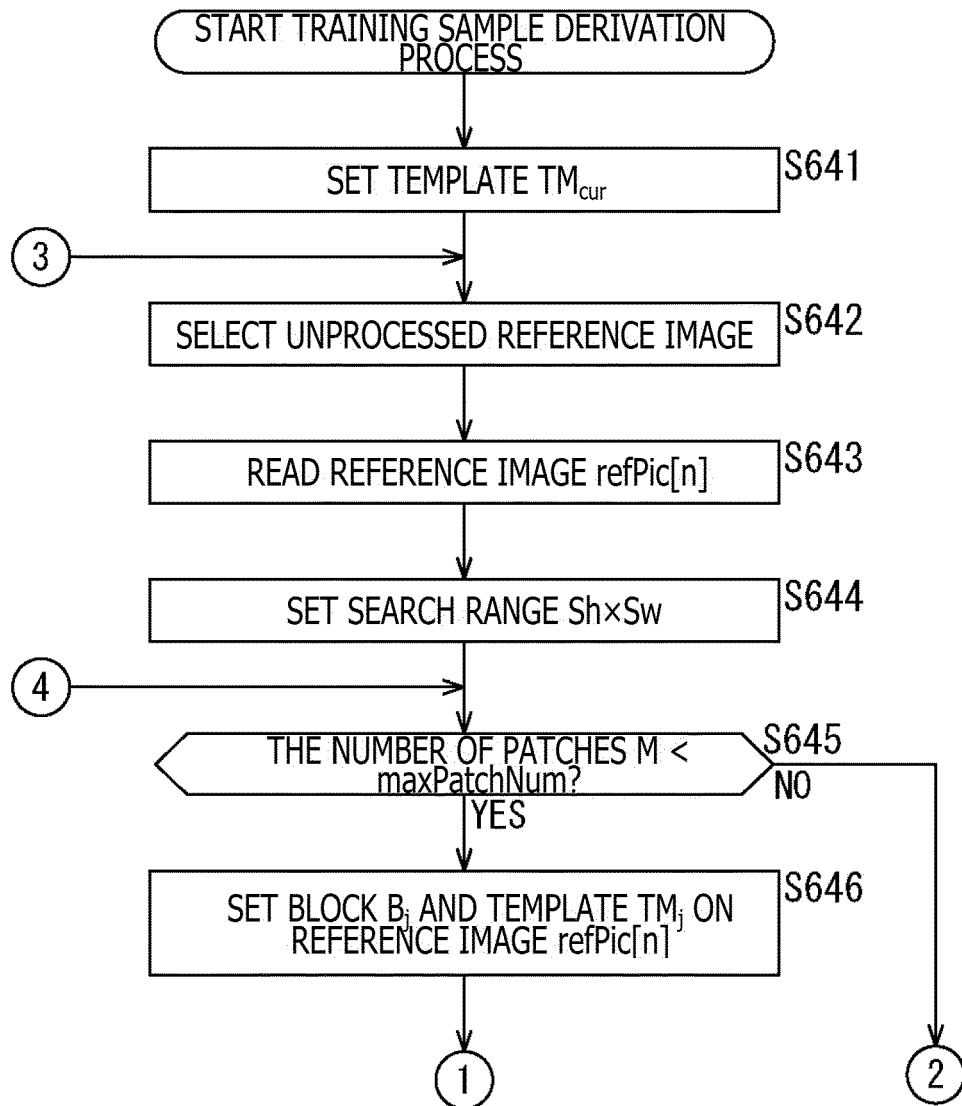 START TRAINING SAMPLE DERIVATION
PROCESS
S641
SET TEMPLATE TMcur
3
S642
SELECT UNPROCESSED REFERENCE IMAGE
S643
READ REFERENCE IMAGE refPic[n]
S644
SET SEARCH RANGE Sh×Sw
4
S645
THE NUMBER OF PATCHES M <
maxPatchNum?
NO
YES
S646
SET BLOCK Bj AND TEMPLATE TMj ON
REFERENCE IMAGE refPic[n]
1
2